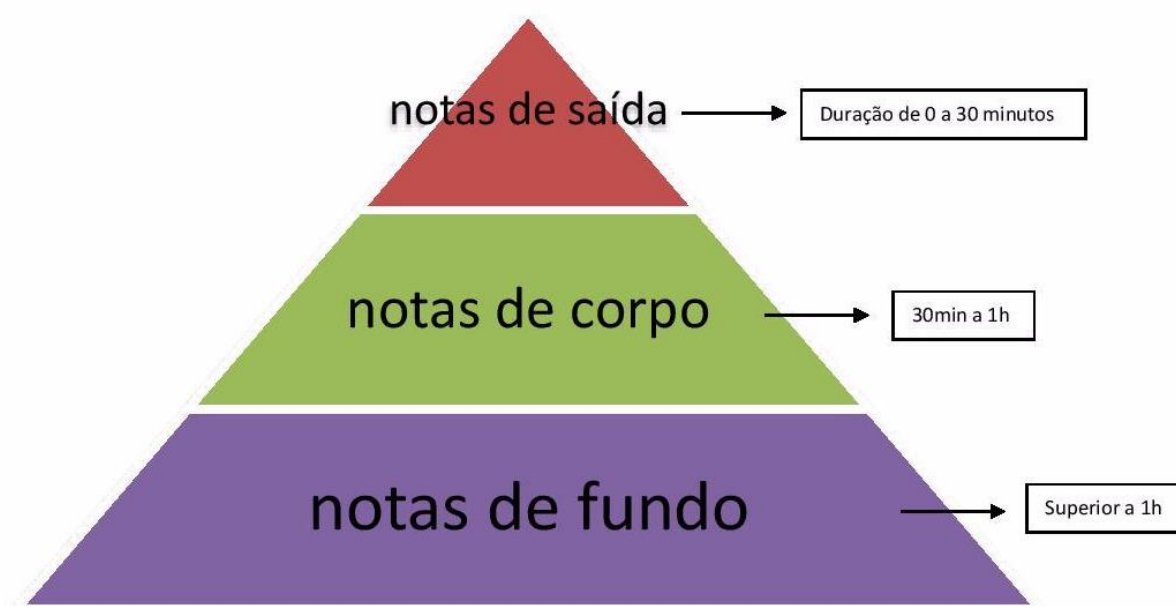 notas de saída
Duração de 0 a 30 minutos
notas de corpo
30min a 1h
notas de fundo
Superior a 1h